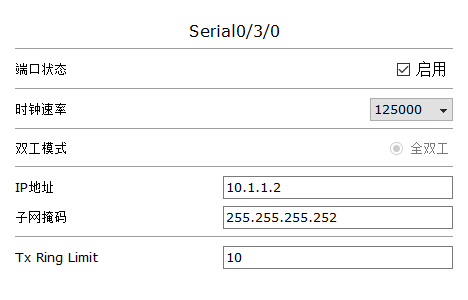 Serial0/3/0
端口状态 启用
时钟速率 125000
双工模式 全双工
IP地址 10.1.1.2
子网掩码 255.255.255.252
Tx Ring Limit 10